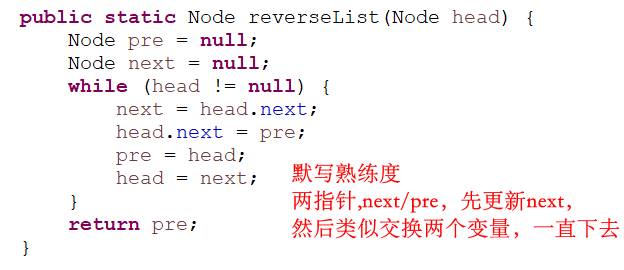 public static Node reverseList(Node head) {
Node pre = null;
Node next = null;
while (head != null) {
next = head.next;
head.next = pre;
pre = head;
head = next;
}
return pre;
}
默写熟练度
两指针,next/pre，先更新next，
然后类似交换两个变量，一直下去